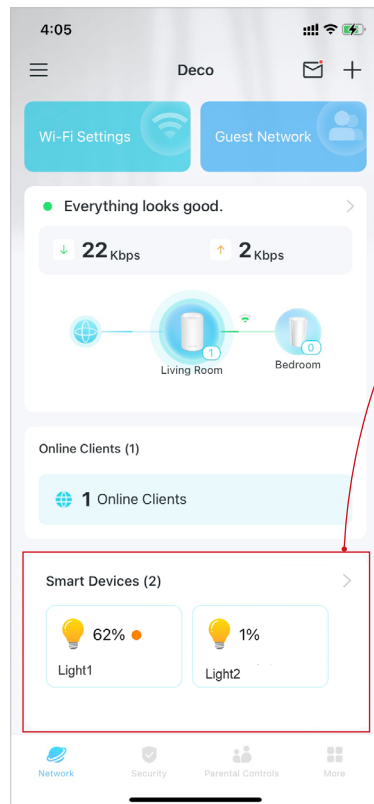 4:05
Deco
Wi-Fi Settings
Guest Network
Everything looks good.
22 Kbps
2 Kbps
1
0
Living Room
Bedroom
Online Clients (1)
1 Online Clients
Smart Devices (2)
62%
1%
Light1
Light2
Network
Security
Parental Controls
More